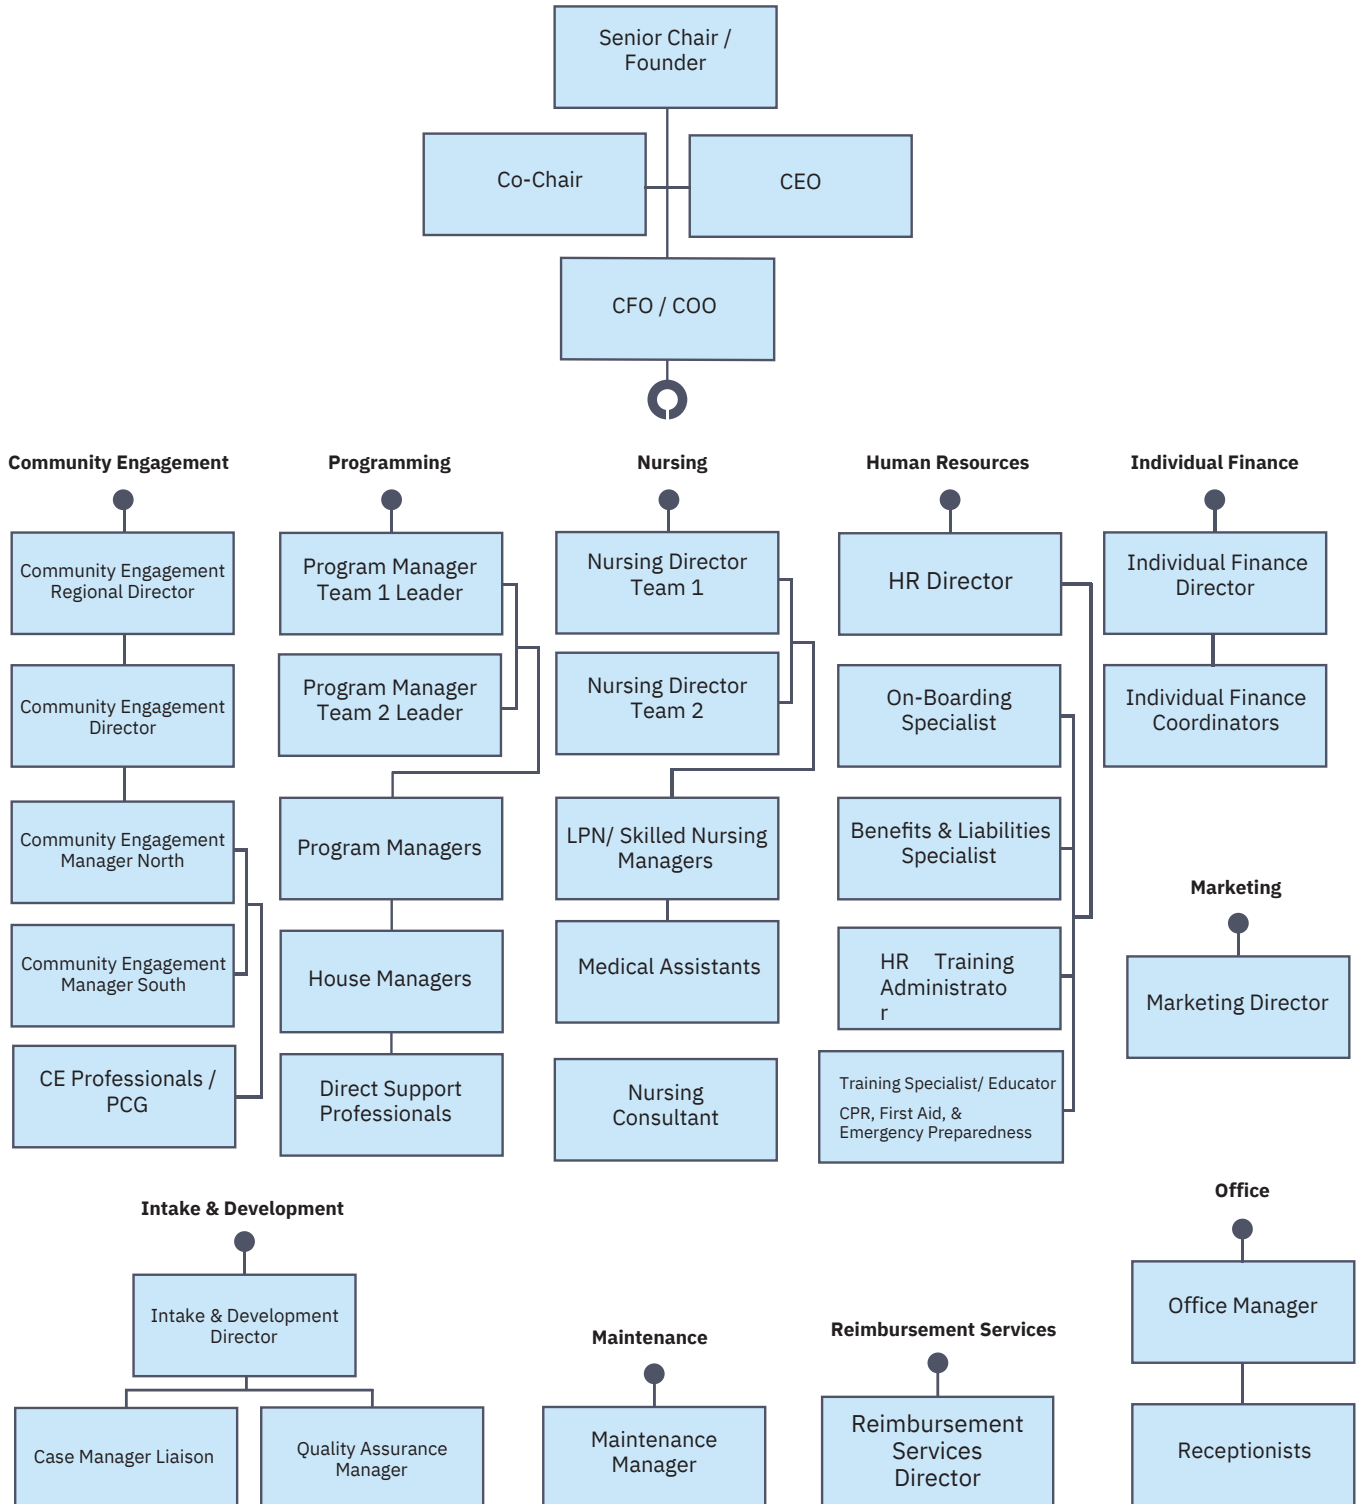 Senior Chair /
Founder
Co-Chair
CEO
CFO / COO
Community Engagement
Community Engagement
Regional Director
Community Engagement
Director
Community Engagement
Manager North
Community Engagement
Manager South
CE Professionals /
PCG
Programming
Program Manager
Team 1 Leader
Program Manager
Team 2 Leader
Program Managers
House Managers
Direct Support
Professionals
Nursing
Nursing Director
Team 1
Nursing Director
Team 2
LPN/ Skilled Nursing
Managers
Medical Assistants
Nursing
Consultant
Human Resources
HR Director
On-Boarding
Specialist
Benefits & Liabilities
Specialist
HR Training
Administrato
r
Training Specialist/ Educator
CPR, First Aid, &
Emergency Preparedness
Individual Finance
Individual Finance
Director
Individual Finance
Coordinators
Marketing
Marketing Director
Intake & Development
Intake & Development
Director
Case Manager Liaison
Quality Assurance
Manager
Maintenance
Maintenance
Manager
Reimbursement Services
Reimbursement
Services
Director
Office
Office Manager
Receptionists